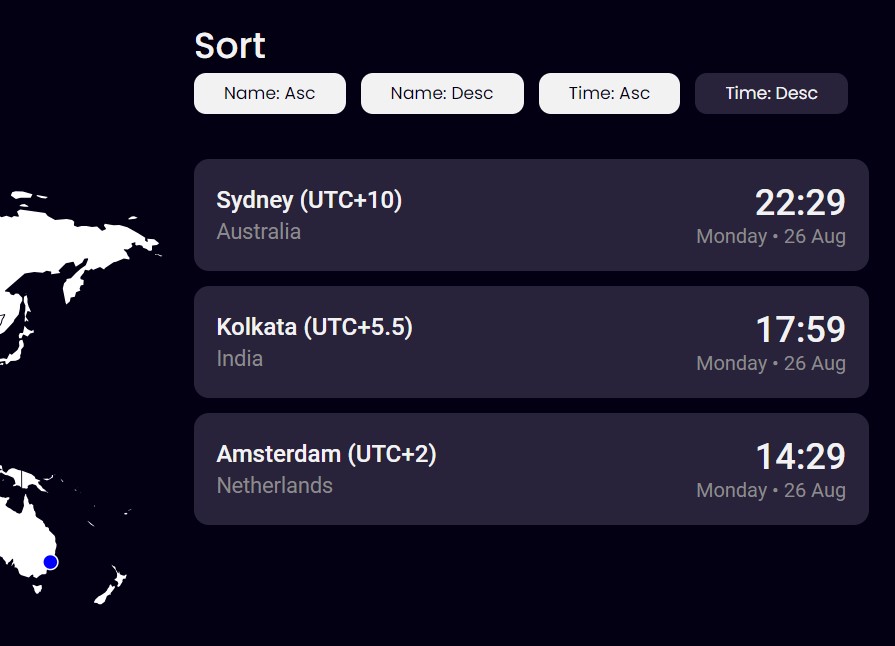 Sort
Name: Asc Name: Desc Time: Asc Time: Desc
Sydney (UTC+10) 22:29
Australia Monday • 26 Aug
Kolkata (UTC+5.5) 17:59
India Monday • 26 Aug
Amsterdam (UTC+2) 14:29
Netherlands Monday • 26 Aug